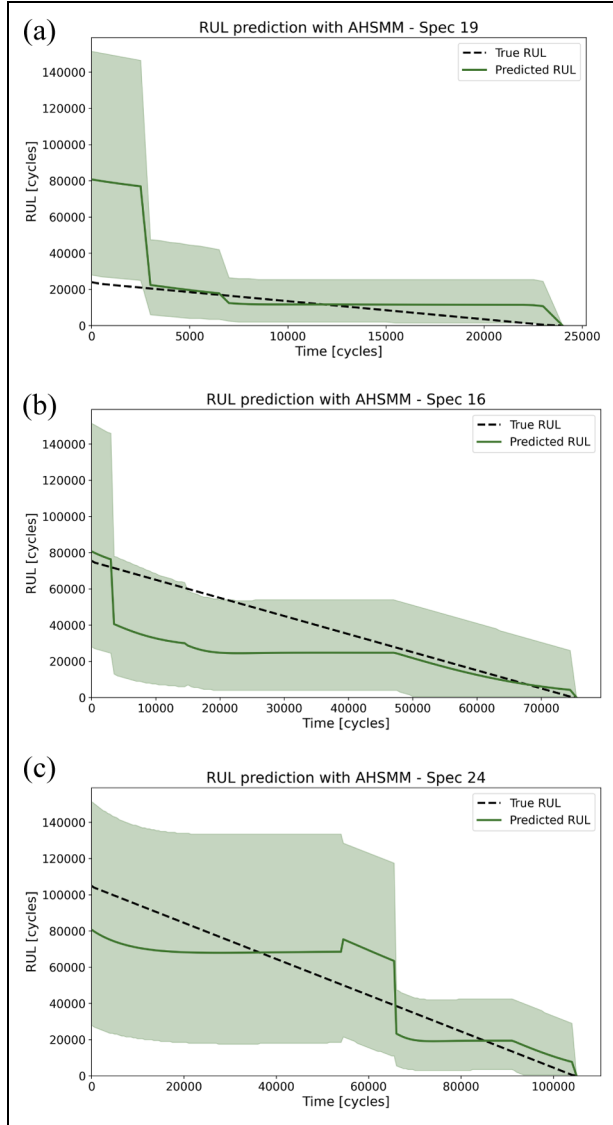 (a)
RUL prediction with AHSMM - Spec 19
True RUL
Predicted RUL
RUL [cycles]
140000
120000
100000
80000
60000
40000
20000
0
0 5000 10000 15000 20000 25000
Time [cycles]
(b)
RUL prediction with AHSMM - Spec 16
True RUL
Predicted RUL
RUL [cycles]
140000
120000
100000
80000
60000
40000
20000
0
0 10000 20000 30000 40000 50000 60000 70000
Time [cycles]
(c)
RUL prediction with AHSMM - Spec 24
True RUL
Predicted RUL
RUL [cycles]
140000
120000
100000
80000
60000
40000
20000
0
0 20000 40000 60000 80000 100000
Time [cycles]